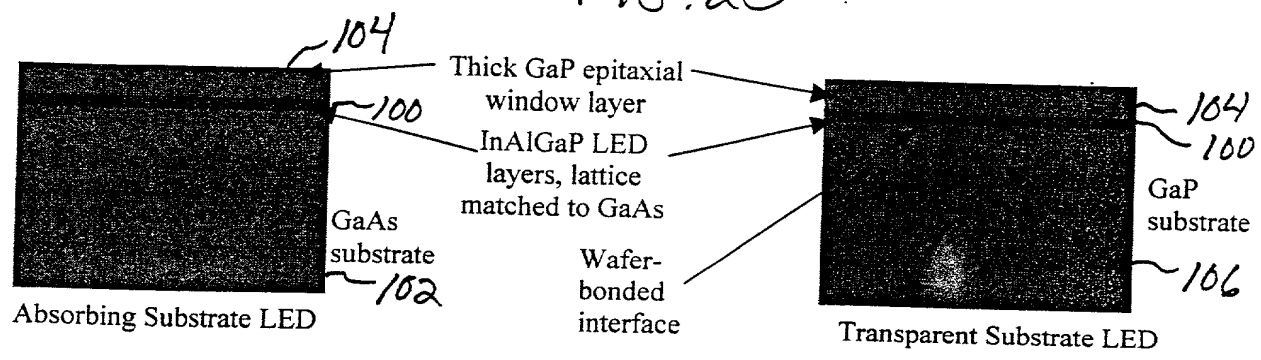 104
Thick GaP epitaxial
window layer
100
InAlGaP LED
layers, lattice
matched to GaAs
GaAs
substrate
102
Absorbing Substrate LED
Wafer-
bonded
interface
104
100
GaP
substrate
106
Transparent Substrate LED